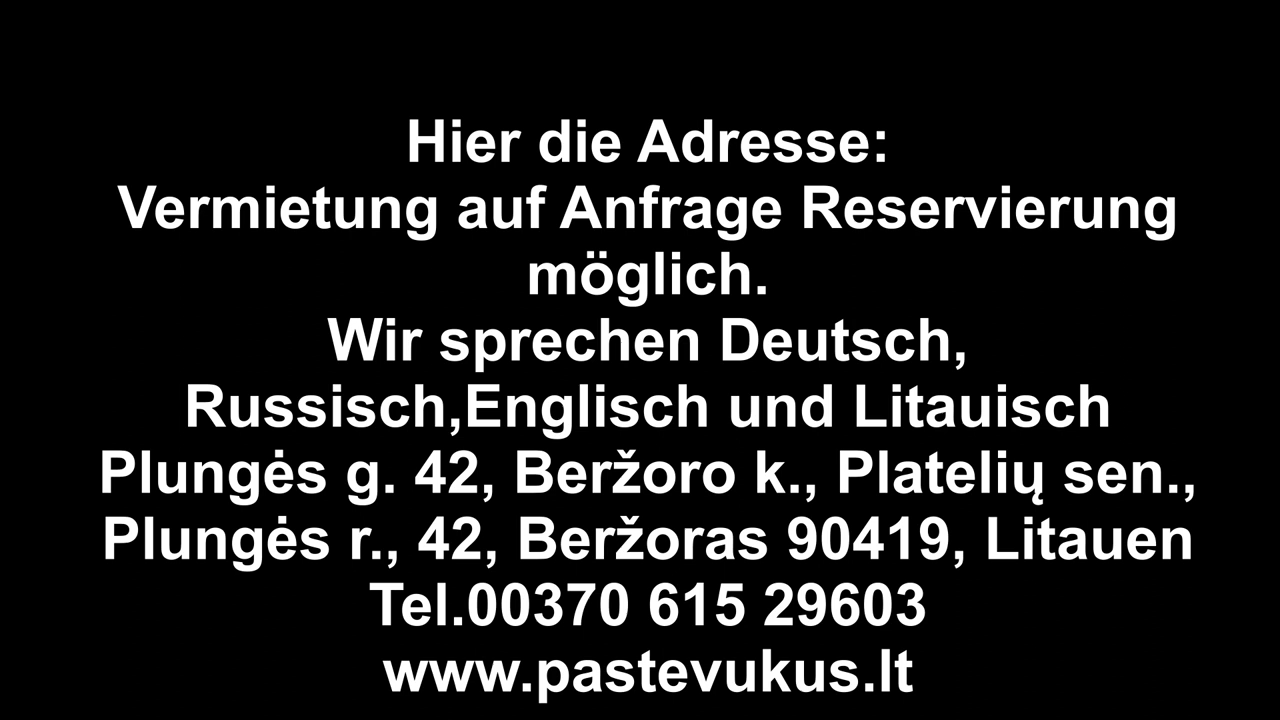 Hier die Adresse:
Vermietung auf Anfrage Reservierung
möglich.
Wir sprechen Deutsch,
Russisch,Englisch und Litauisch
Plungės g. 42, Beržoro k., Platelių sen.,
Plungės r., 42, Beržoras 90419, Litauen
Tel.00370 615 29603
www.pastevukus.lt